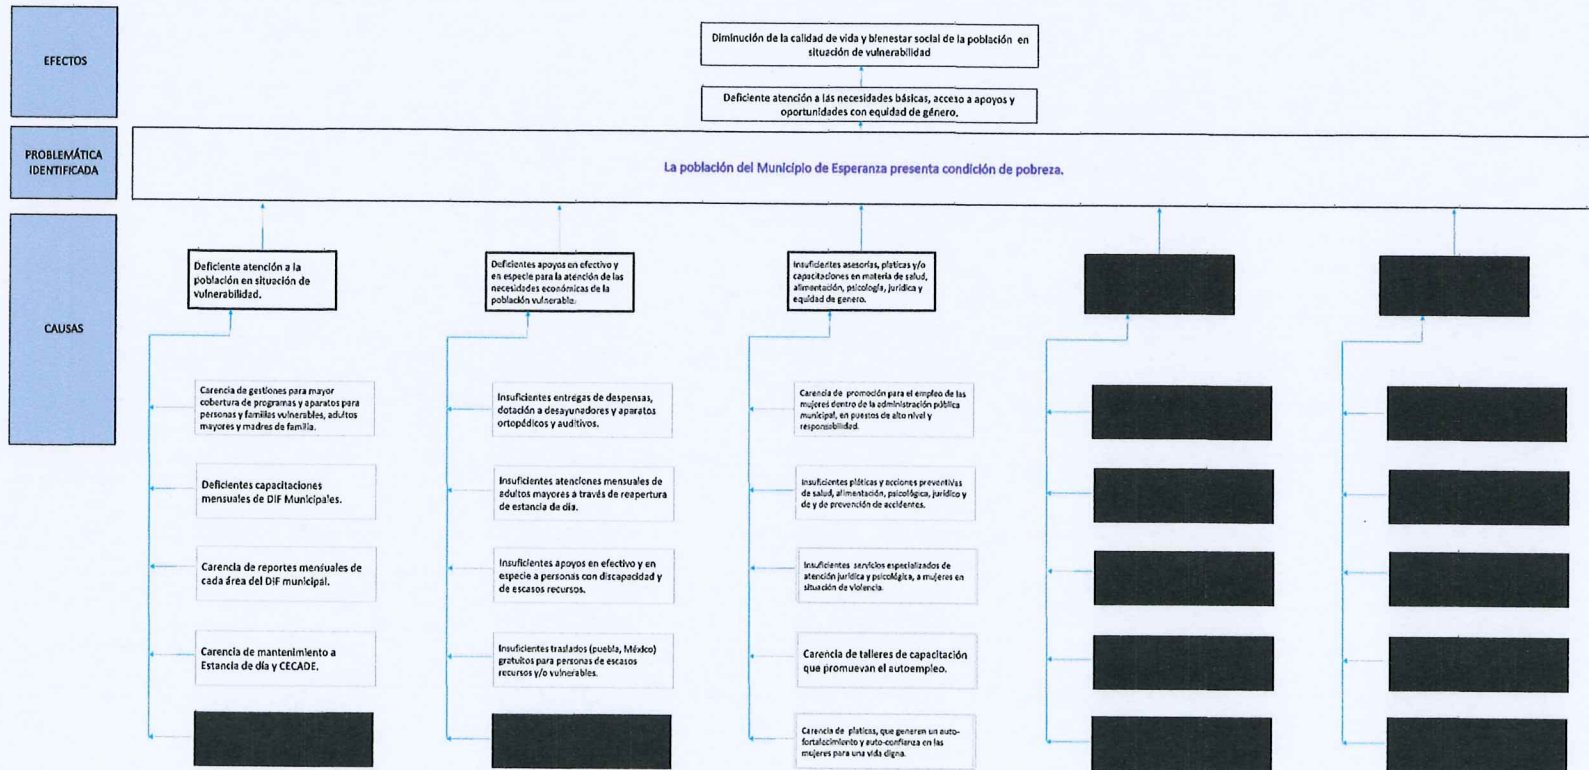 EFECTOS
Diminución de la calidad de vida y bienestar social de la población en
situación de vulnerabilidad
Deficiente atención a las necesidades básicas, acceso a apoyos y
oportunidades con equidad de género.
PROBLEMÁTICA
IDENTIFICADA
La población del Municipio de Esperanza presenta condición de pobreza.
CAUSAS
Deficiente atención a la
población en situación de
vulnerabilidad.
Carencia de gestiones para mayor
cobertura de programas y aparatos para
personas y familias vulnerables, adultos
mayores y madres de familia.
Deficientes capacitaciones
mensuales de DIF Municipales.
Carencia de reportes mensuales de
cada área del DIF municipal.
Carencia de mantenimiento a
Estancia de día y CECADE.
Deficientes apoyos en efectivo y
en especie para la atención de las
necesidades económicas de la
población vulnerable.
Insuficientes entregas de despensas,
dotación a desayunadores y aparatos
ortopédicos y auditivos.
Insuficientes atenciones mensuales de
adultos mayores a través de reapertura
de estancia de día.
Insuficientes apoyos en efectivo y en
especie a personas con discapacidad y
de escasos recursos.
Insuficientes traslados (puebla, México)
gratuitos para personas de escasos
recursos y/o vulnerables.
Insuficientes asesorías, platicas y/o
capacitaciones en materia de salud,
alimentación, psicología, jurídica y
equidad de genero.
Carencia de promoción para el empleo de las
mujeres dentro de la administración pública
municipal, en puestos de alto nivel y
responsabilidad.
Insuficientes pláticas y acciones preventivas
de salud, alimentación, psicológica, jurídico y
de y de prevención de accidentes.
Insuficientes servicios especializados de
atención jurídica y psicológica, a mujeres en
situación de violencia.
Carencia de talleres de capacitación
que promuevan el autoempleo.
Carencia de platicas, que generen un auto-
fortalecimiento y auto-confianza en las
mujeres para una vida digna.